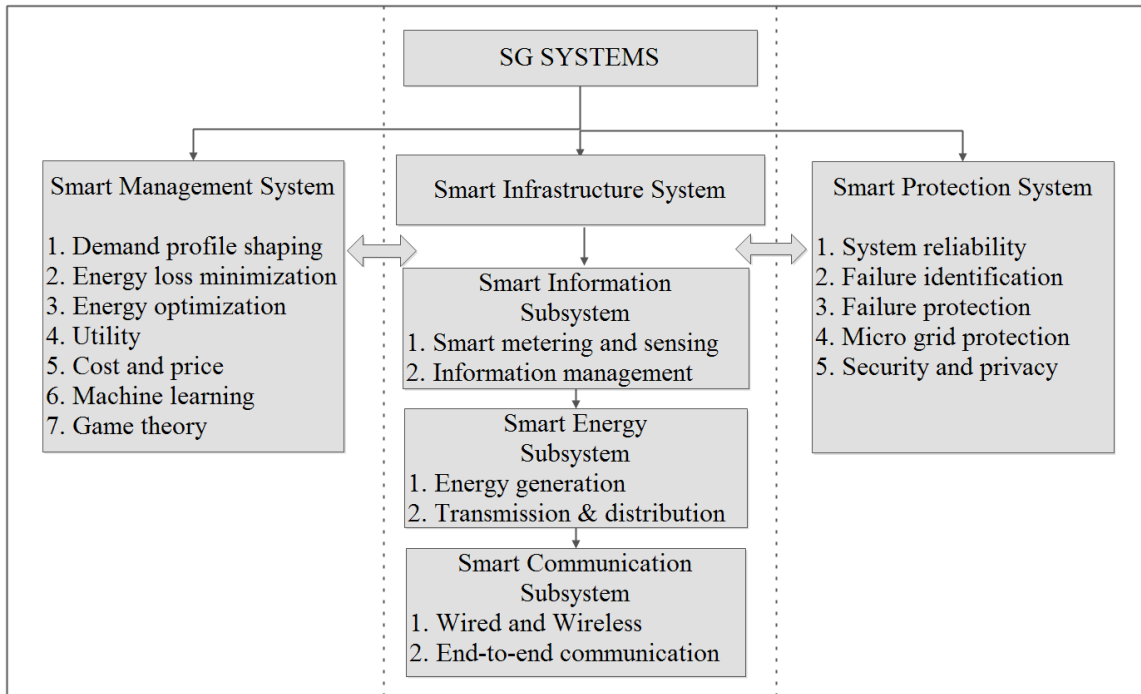 SG SYSTEMS
Smart Management System
1. Demand profile shaping
2. Energy loss minimization
3. Energy optimization
4. Utility
5. Cost and price
6. Machine learning
7. Game theory
Smart Infrastructure System
Smart Information
Subsystem
1. Smart metering and sensing
2. Information management
Smart Energy
Subsystem
1. Energy generation
2. Transmission & distribution
Smart Communication
Subsystem
1. Wired and Wireless
2. End-to-end communication
Smart Protection System
1. System reliability
2. Failure identification
3. Failure protection
4. Micro grid protection
5. Security and privacy